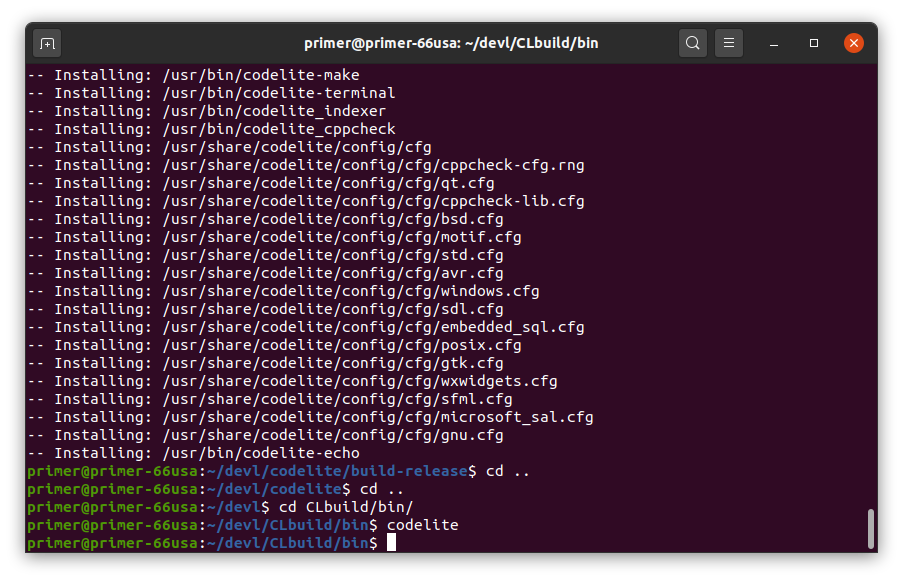 primer@primer-66usa: ~/devl/CLbuild/bin
-- Installing: /usr/bin/codelite-make
-- Installing: /usr/bin/codelite-terminal
-- Installing: /usr/bin/codelite_indexer
-- Installing: /usr/bin/codelite_cppcheck
-- Installing: /usr/share/codelite/config/cfg
-- Installing: /usr/share/codelite/config/cfg/cppcheck-cfg.rng
-- Installing: /usr/share/codelite/config/cfg/qt.cfg
-- Installing: /usr/share/codelite/config/cfg/cppcheck-lib.cfg
-- Installing: /usr/share/codelite/config/cfg/bsd.cfg
-- Installing: /usr/share/codelite/config/cfg/motif.cfg
-- Installing: /usr/share/codelite/config/cfg/std.cfg
-- Installing: /usr/share/codelite/config/cfg/avr.cfg
-- Installing: /usr/share/codelite/config/cfg/windows.cfg
-- Installing: /usr/share/codelite/config/cfg/sdl.cfg
-- Installing: /usr/share/codelite/config/cfg/embedded_sql.cfg
-- Installing: /usr/share/codelite/config/cfg/posix.cfg
-- Installing: /usr/share/codelite/config/cfg/gtk.cfg
-- Installing: /usr/share/codelite/config/cfg/wxwidgets.cfg
-- Installing: /usr/share/codelite/config/cfg/sfml.cfg
-- Installing: /usr/share/codelite/config/cfg/microsoft_sal.cfg
-- Installing: /usr/share/codelite/config/cfg/gnu.cfg
-- Installing: /usr/bin/codelite-echo
primer@primer-66usa:~/devl/codelite/build-release$ cd ..
primer@primer-66usa:~/devl/codelite$ cd ..
primer@primer-66usa:~/devl$ cd CLbuild/bin/
primer@primer-66usa:~/devl/CLbuild/bin$ codelite
primer@primer-66usa:~/devl/CLbuild/bin$